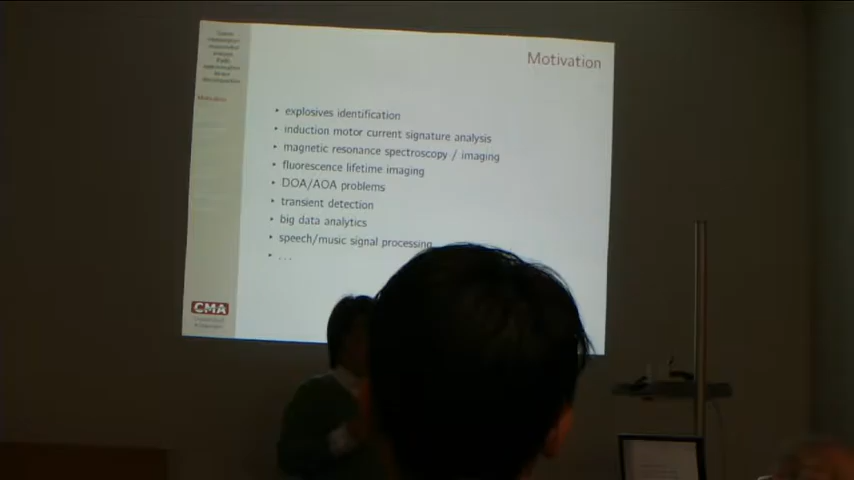 Motivation
Motivation
• explosives identification
• induction motor current signature analysis
• magnetic resonance spectroscopy / imaging
• fluorescence lifetime imaging
• DOA/AOA problems
• transient detection
• big data analytics
• speech/music signal processing
• ...
CMA